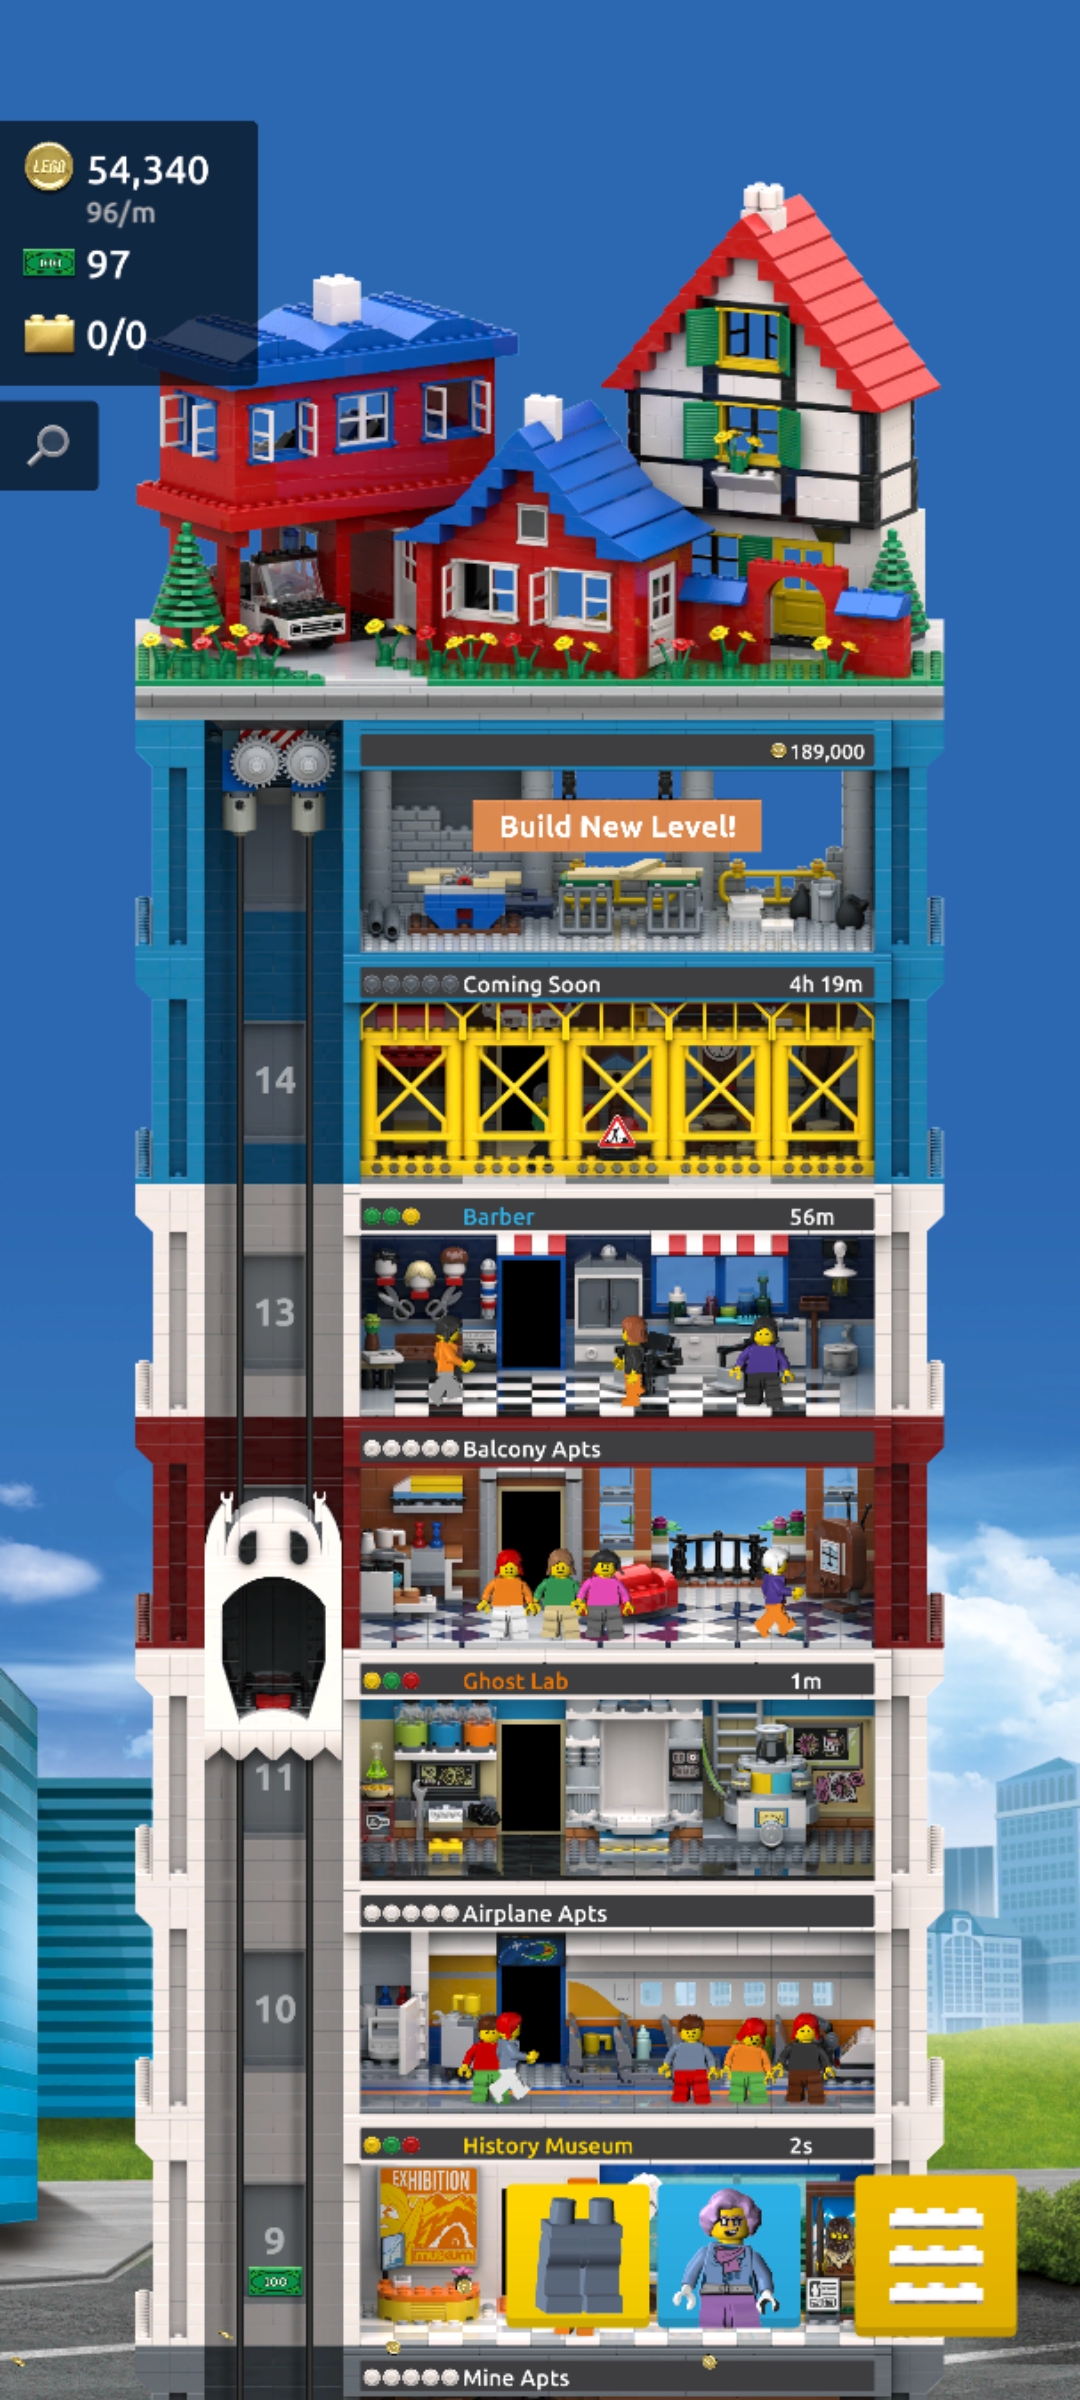 LEGO
54,340
96/m
97
0/0
189,000
Build New Level!
Coming Soon
4h 19m
14
Barber
56m
13
Balcony Apts
Ghost Lab
1m
11
Airplane Apts
10
History Museum
2s
EXHIBITION
museum
9
100
Mine Apts